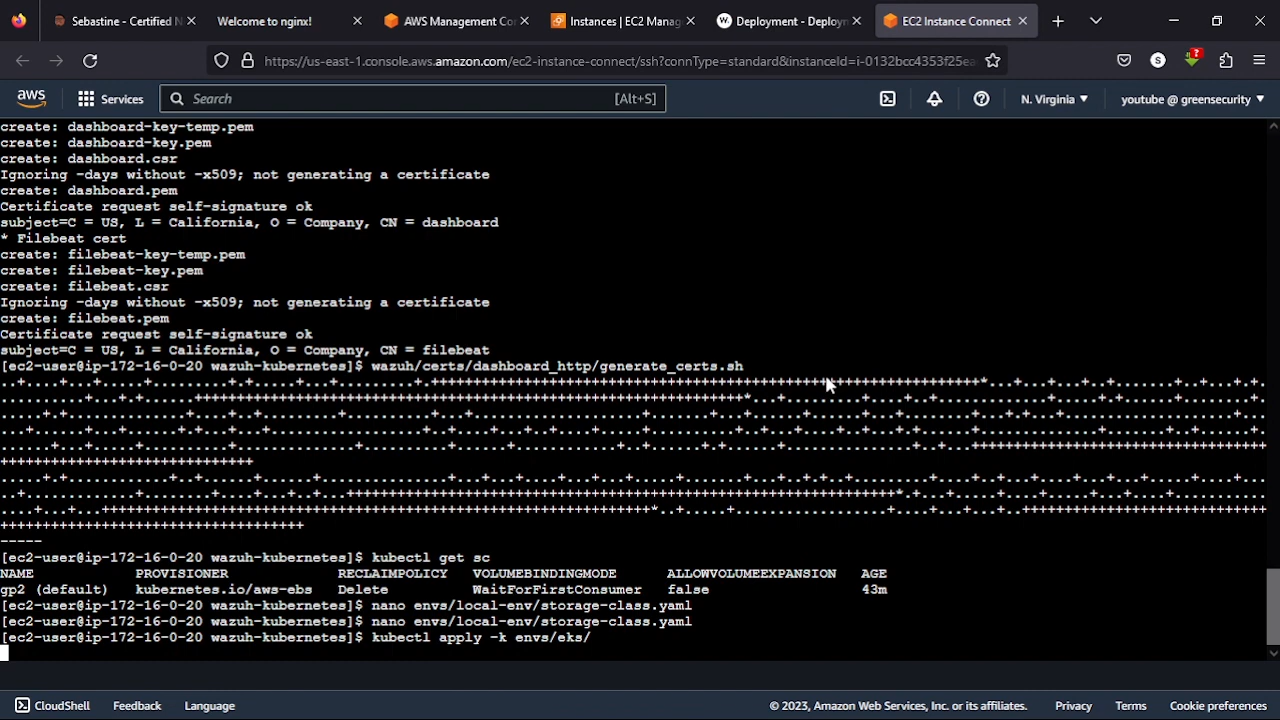 Sebastine - Certified N
Welcome to nginx!
AWS Management Co
Instances | EC2 Manag
Deployment - Deploym
EC2 Instance Connect
https://us-east-1.console.aws.amazon.com/ec2-instance-connect/ssh?connType=standard&instanceId=i-0132bcc4353f25ea
aws
Services
Search
[Alt+S]
N. Virginia
youtube @ greensecurity
create: dashboard-key-temp.pem
create: dashboard-key.pem
create: dashboard.csr
Ignoring -days without -x509; not generating a certificate
create: dashboard.pem
Certificate request self-signature ok
subject=C = US, L = California, O = Company, CN = dashboard
* Filebeat cert
create: filebeat-key-temp.pem
create: filebeat-key.pem
create: filebeat.csr
Ignoring -days without -x509; not generating a certificate
create: filebeat.pem
Certificate request self-signature ok
subject=C = US, L = California, O = Company, CN = filebeat
[ec2-user@ip-172-16-0-20 wazuh-kubernetes]$ wazuh/certs/dashboard_http/generate_certs.sh
-----
[ec2-user@ip-172-16-0-20 wazuh-kubernetes]$ kubectl get sc
NAME PROVISIONER RECLAIMPOLICY VOLUMEBINDINGMODE ALLOWVOLUMEEXPANSION AGE
gp2 (default) kubernetes.io/aws-ebs Delete WaitForFirstConsumer false 43m
[ec2-user@ip-172-16-0-20 wazuh-kubernetes]$ nano envs/local-env/storage-class.yaml
[ec2-user@ip-172-16-0-20 wazuh-kubernetes]$ nano envs/local-env/storage-class.yaml
[ec2-user@ip-172-16-0-20 wazuh-kubernetes]$ kubectl apply -k envs/eks/
CloudShell
Feedback
Language
© 2023, Amazon Web Services, Inc. or its affiliates.
Privacy
Terms
Cookie preferences